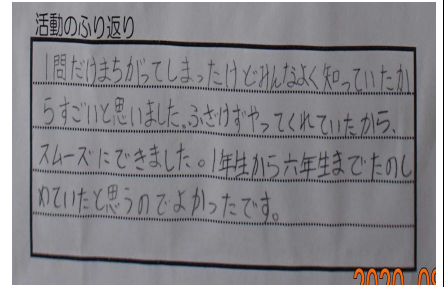 活動のふり返り
1問だけまちがってしまったけどみんなよく知っていたか
らすごいと思いました。ふざけずやってくれていたから、
スムーズにできました。1年生から六年生までたのし
めていたと思うのでよかったです。